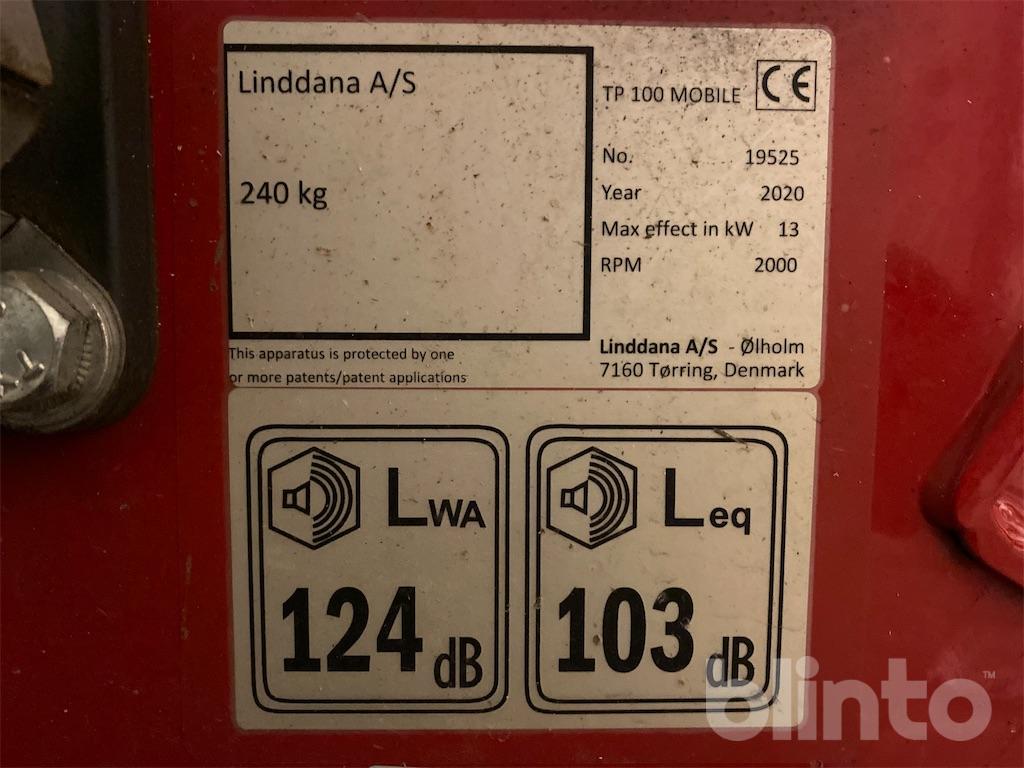 Linddana A/S
240 kg
This apparatus is protected by one
or more patents/patent applications
TP 100 MOBILE CE
No. 19525
Year 2020
Max effect in kW 13
RPM 2000
Linddana A/S - Ølholm
7160 Tørring, Denmark
LWA
124 dB
Leq
103 dB
blinto™